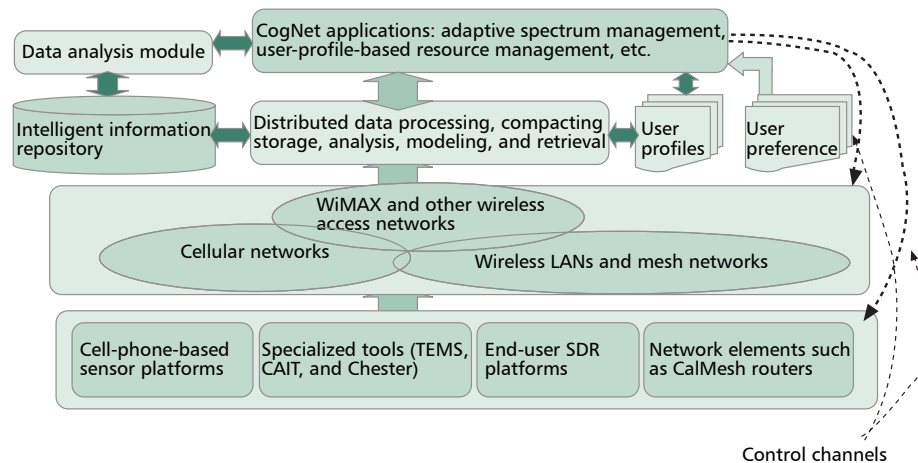 CogNet applications: adaptive spectrum management,
user-profile-based resource management, etc.
Data analysis module
Intelligent information
repository
Distributed data processing, compacting
storage, analysis, modeling, and retrieval
User
profiles
User
preference
WiMAX and other wireless
access networks
Cellular networks
Wireless LANs and mesh networks
Cell-phone-based
sensor platforms
Specialized tools (TEMS,
CAIT, and Chester)
End-user SDR
platforms
Network elements such
as CalMesh routers
Control channels